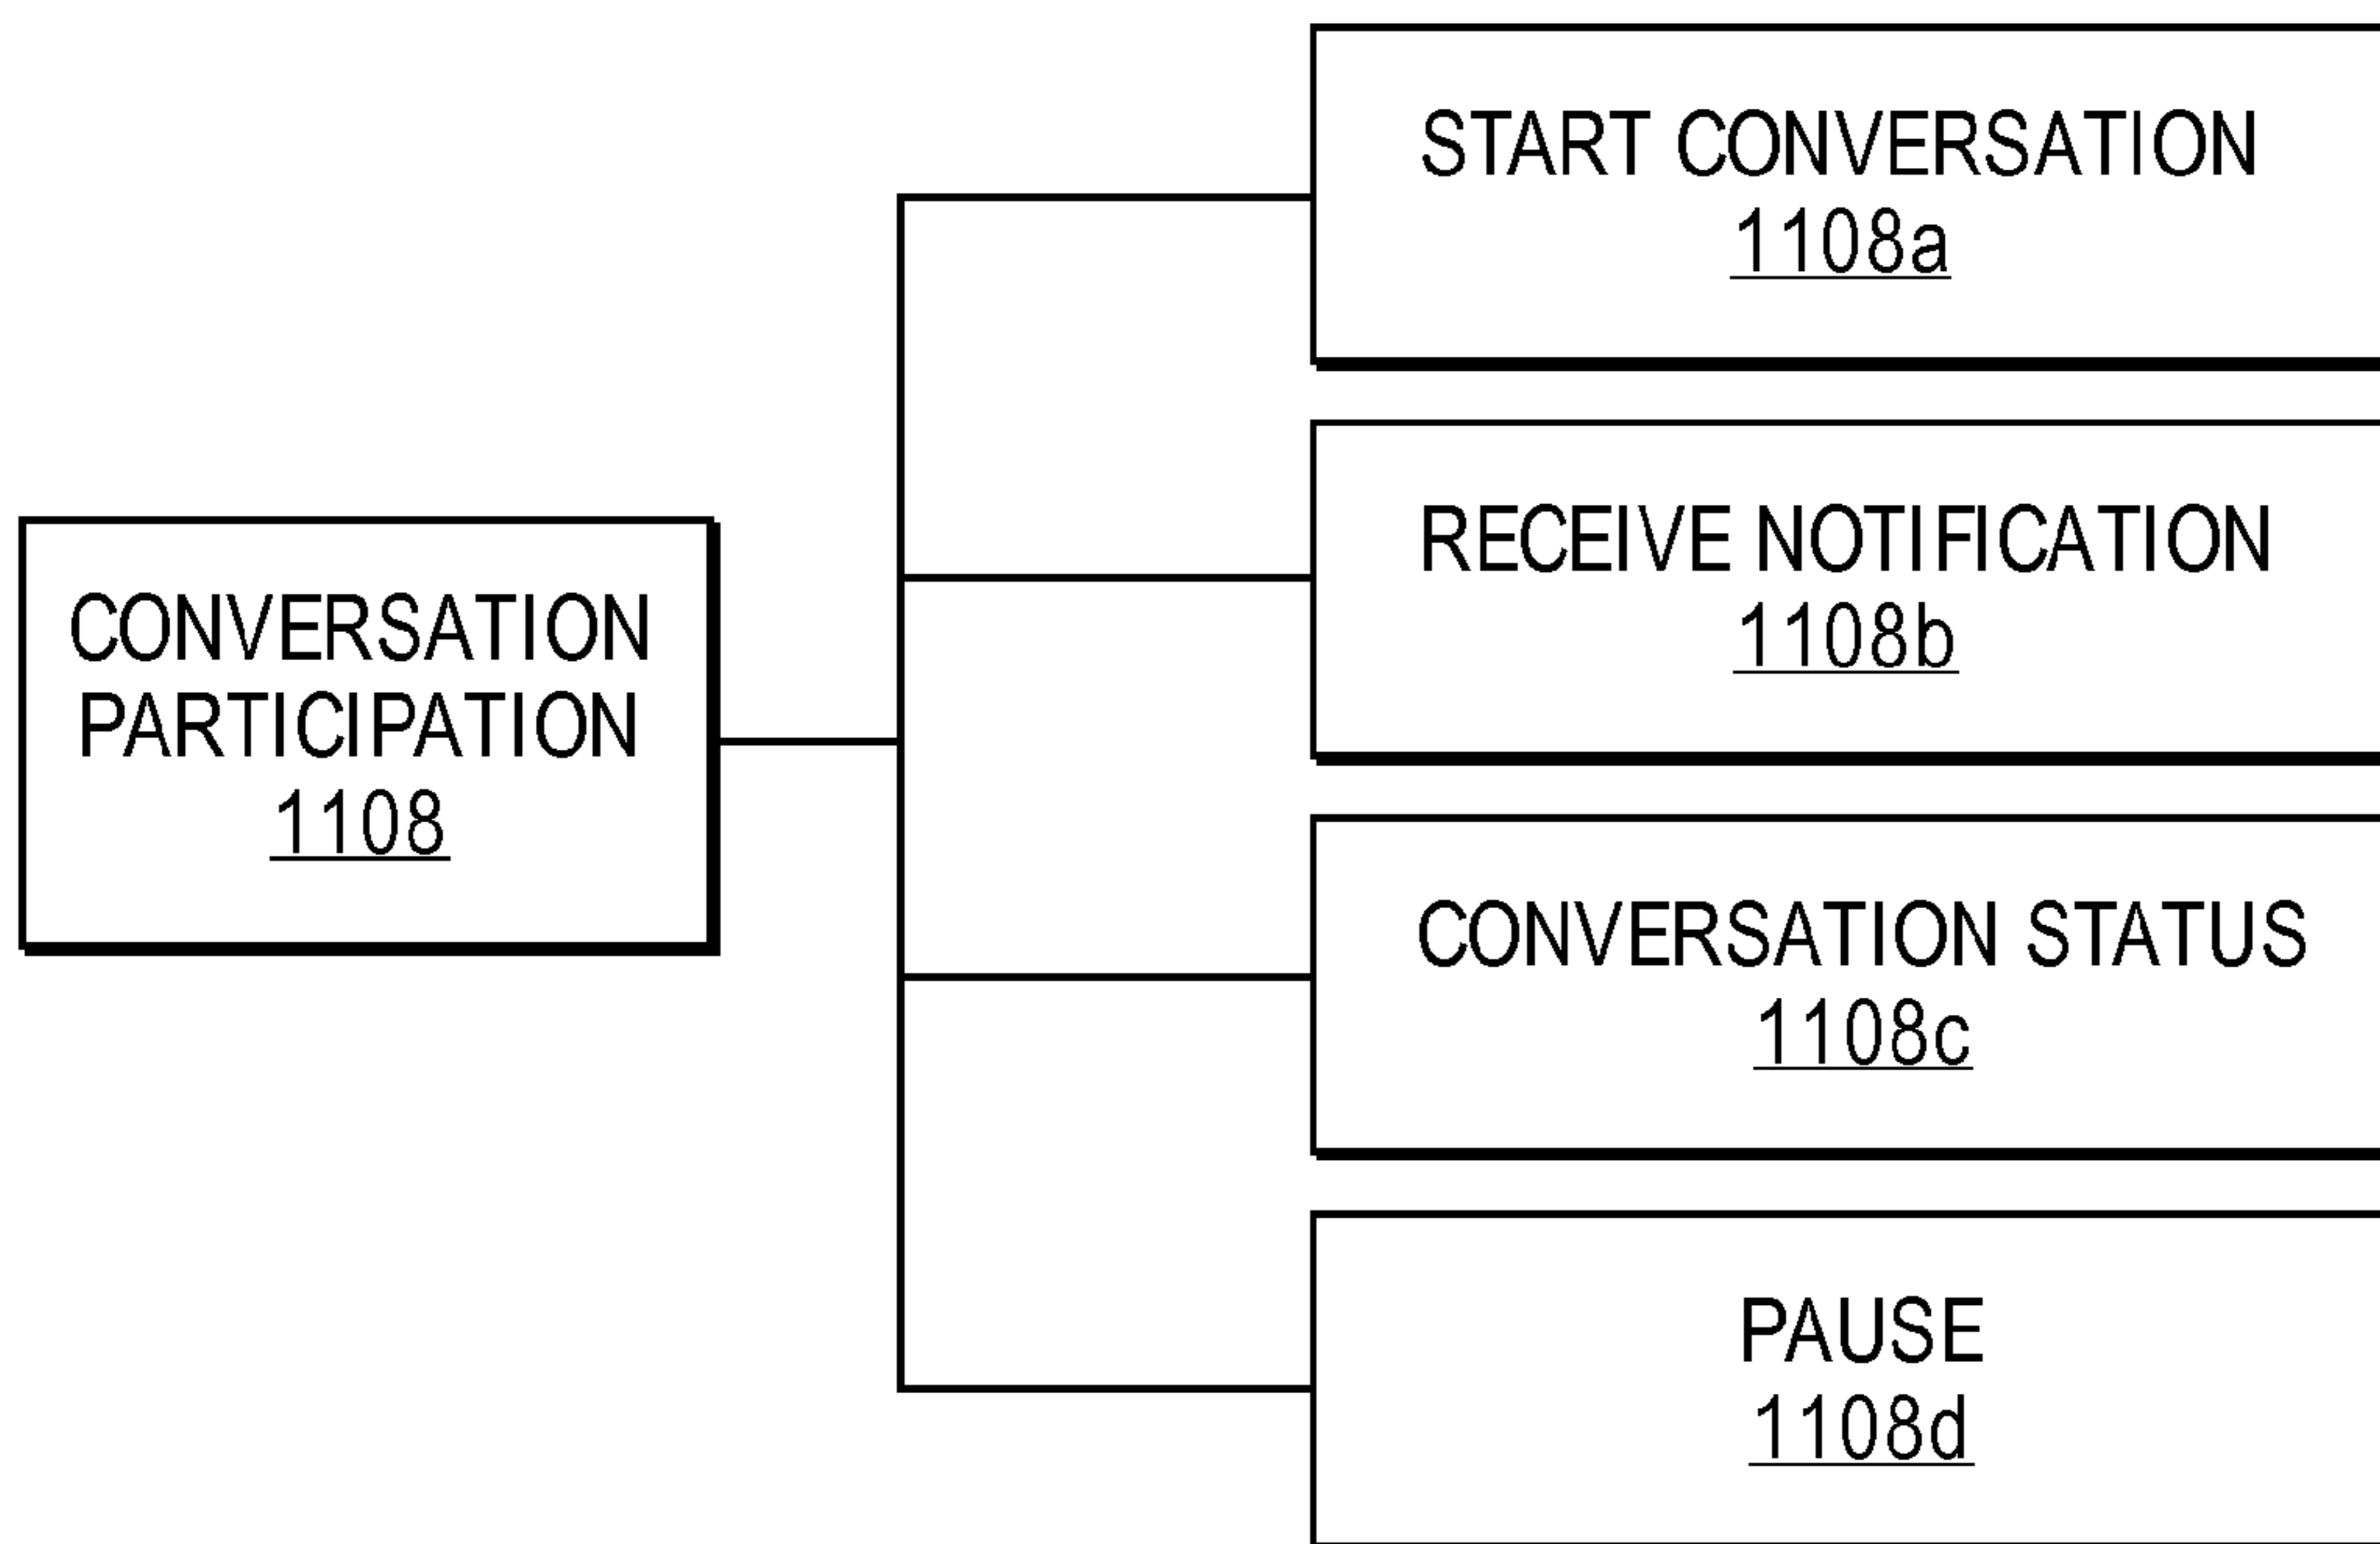 START CONVERSATION
1108a
RECEIVE NOTIFICATION
1108b
CONVERSATION
PARTICIPATION
1108
CONVERSATION STATUS
1108c
PAUSE
1108d